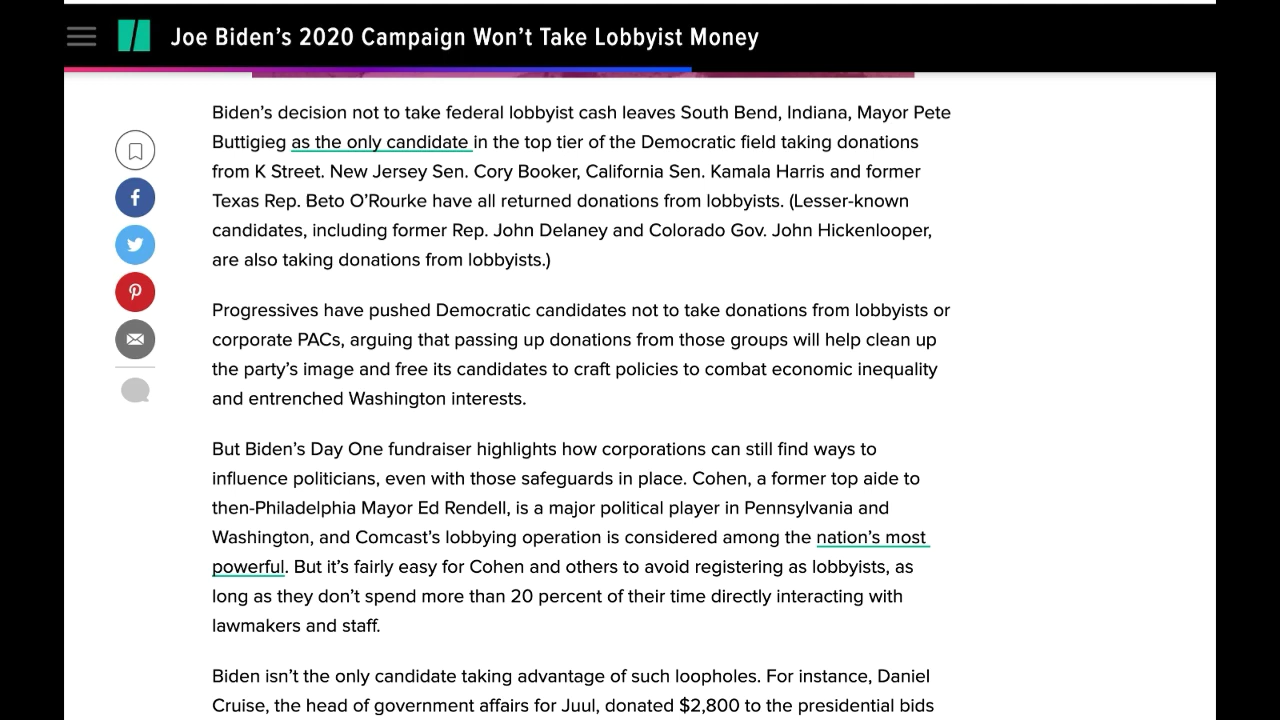 Joe Biden’s 2020 Campaign Won’t Take Lobbyist Money
Biden’s decision not to take federal lobbyist cash leaves South Bend, Indiana, Mayor Pete
Buttigieg as the only candidate in the top tier of the Democratic field taking donations
from K Street. New Jersey Sen. Cory Booker, California Sen. Kamala Harris and former
Texas Rep. Beto O’Rourke have all returned donations from lobbyists. (Lesser-known
candidates, including former Rep. John Delaney and Colorado Gov. John Hickenlooper,
are also taking donations from lobbyists.)
Progressives have pushed Democratic candidates not to take donations from lobbyists or
corporate PACs, arguing that passing up donations from those groups will help clean up
the party’s image and free its candidates to craft policies to combat economic inequality
and entrenched Washington interests.
But Biden’s Day One fundraiser highlights how corporations can still find ways to
influence politicians, even with those safeguards in place. Cohen, a former top aide to
then-Philadelphia Mayor Ed Rendell, is a major political player in Pennsylvania and
Washington, and Comcast’s lobbying operation is considered among the nation’s most
powerful. But it’s fairly easy for Cohen and others to avoid registering as lobbyists, as
long as they don’t spend more than 20 percent of their time directly interacting with
lawmakers and staff.
Biden isn’t the only candidate taking advantage of such loopholes. For instance, Daniel
Cruise, the head of government affairs for Juul, donated $2,800 to the presidential bids